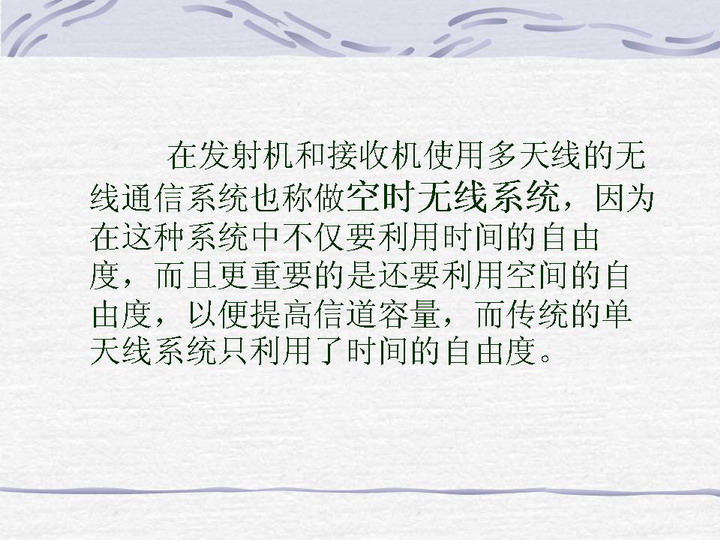 在发射机和接收机使用多天线的无
线通信系统也称做空时无线系统，因为
在这种系统中不仅要利用时间的自由
度，而且更重要的是还要利用空间的自
由度，以便提高信道容量，而传统的单
天线系统只利用了时间的自由度。